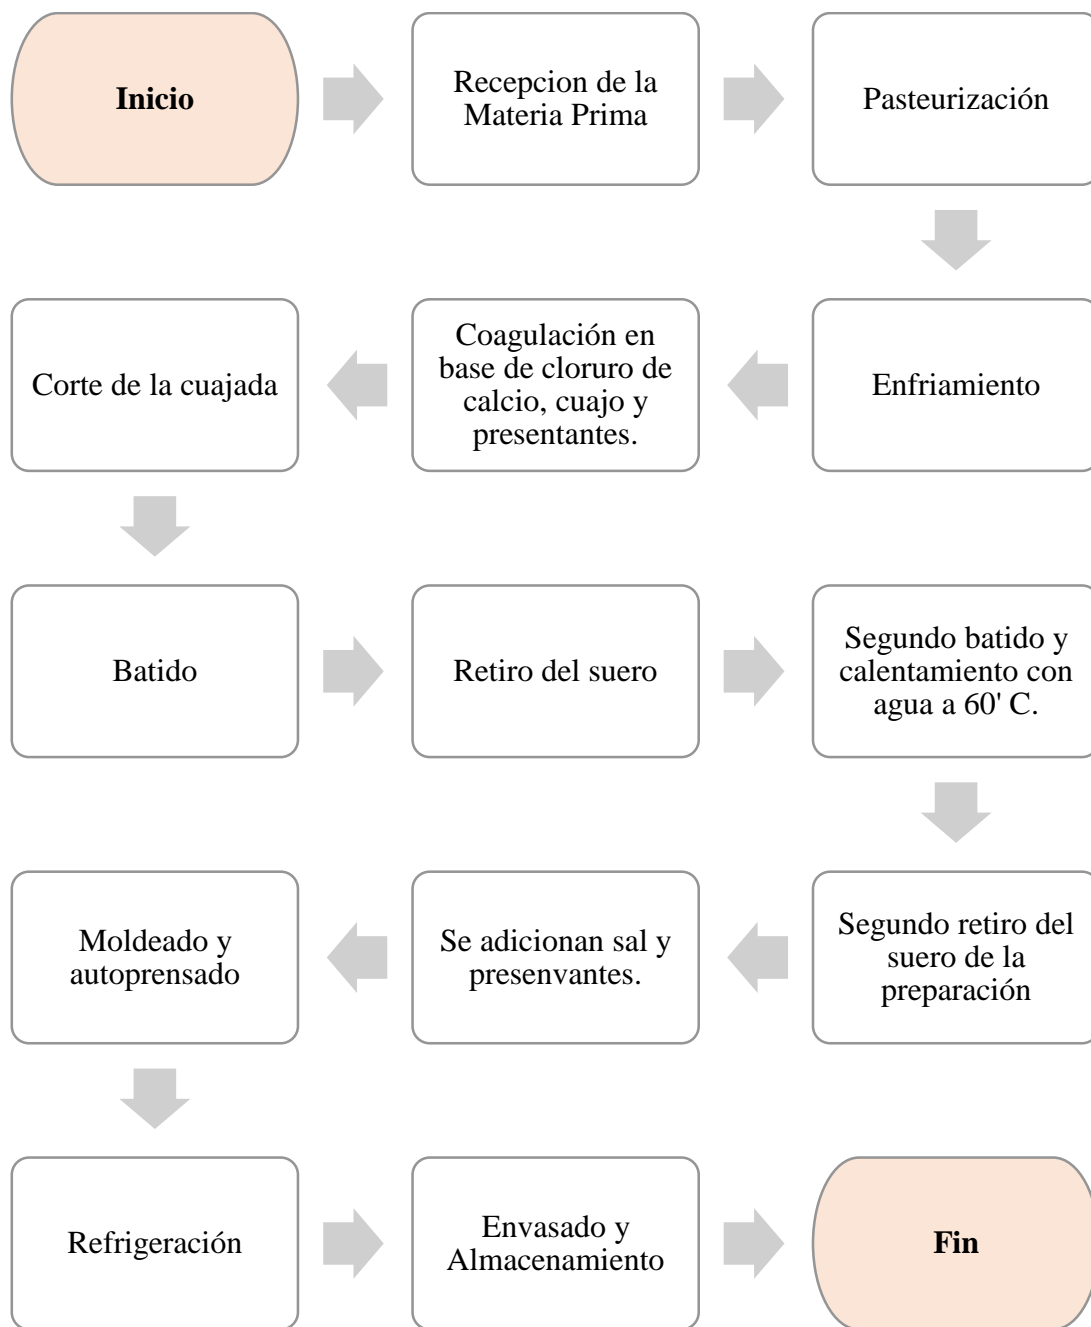 Inicio
Recepcion de la
Materia Prima
Pasteurización
Enfriamiento
Coagulación en
base de cloruro de
calcio, cuajo y
presentantes.
Corte de la cuajada
Batido
Retiro del suero
Segundo batido y
calentamiento con
agua a 60' C.
Segundo retiro del
suero de la
preparación
Se adicionan sal y
presenvantes.
Moldeado y
autoprensado
Refrigeración
Envasado y
Almacenamiento
Fin